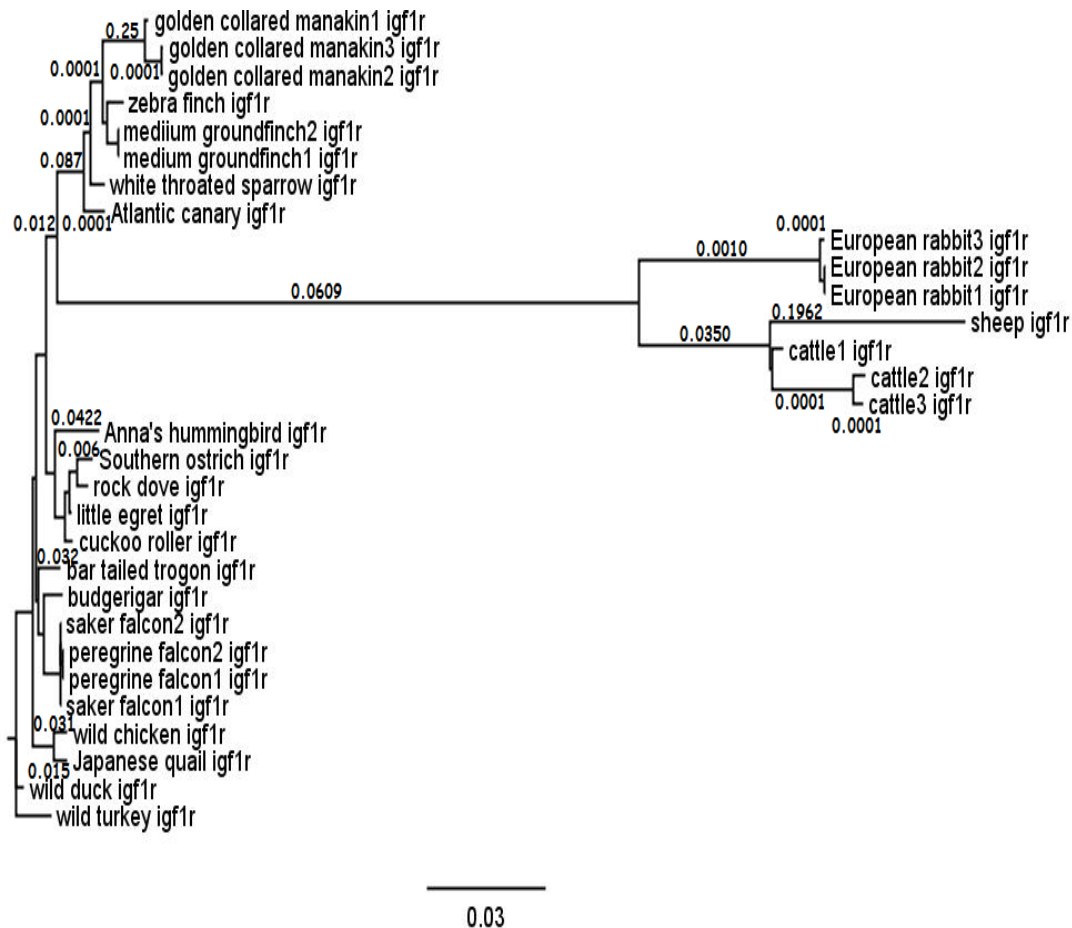 0.25
golden collared manakin1 igf1r
golden collared manakin3 igf1r
0.0001 0.0001
golden collared manakin2 igf1r
zebra finch igf1r
0.0001
mediium groundfinch2 igf1r
0.087
medium groundfinch1 igf1r
white throated sparrow igf1r
Atlantic canary igf1r
0.012 0.0001
0.0001
European rabbit3 igf1r
0.0010
European rabbit2 igf1r
0.0609
European rabbit1 igf1r
0.1962
sheep igf1r
0.0350
cattle1 igf1r
cattle2 igf1r
0.0001
cattle3 igf1r
0.0001
0.0422
Anna's hummingbird igf1r
0.006
Southern ostrich igf1r
rock dove igf1r
little egret igf1r
cuckoo roller igf1r
0.032
bar tailed trogon igf1r
budgerigar igf1r
saker falcon2 igf1r
peregrine falcon2 igf1r
peregrine falcon1 igf1r
saker falcon1 igf1r
0.031
wild chicken igf1r
Japanese quail igf1r
0.015
wild duck igf1r
wild turkey igf1r
0.03